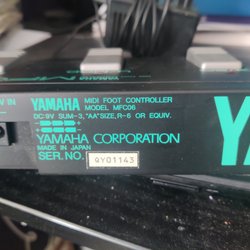 V IN
YAMAHA MIDI FOOT CONTROLLER
MODEL MFC06
DC:9V SUM-3, "AA"SIZE, R-6 OR EQUIV.
YAMAHA CORPORATION
MADE IN JAPAN
SER. NO. QY01143